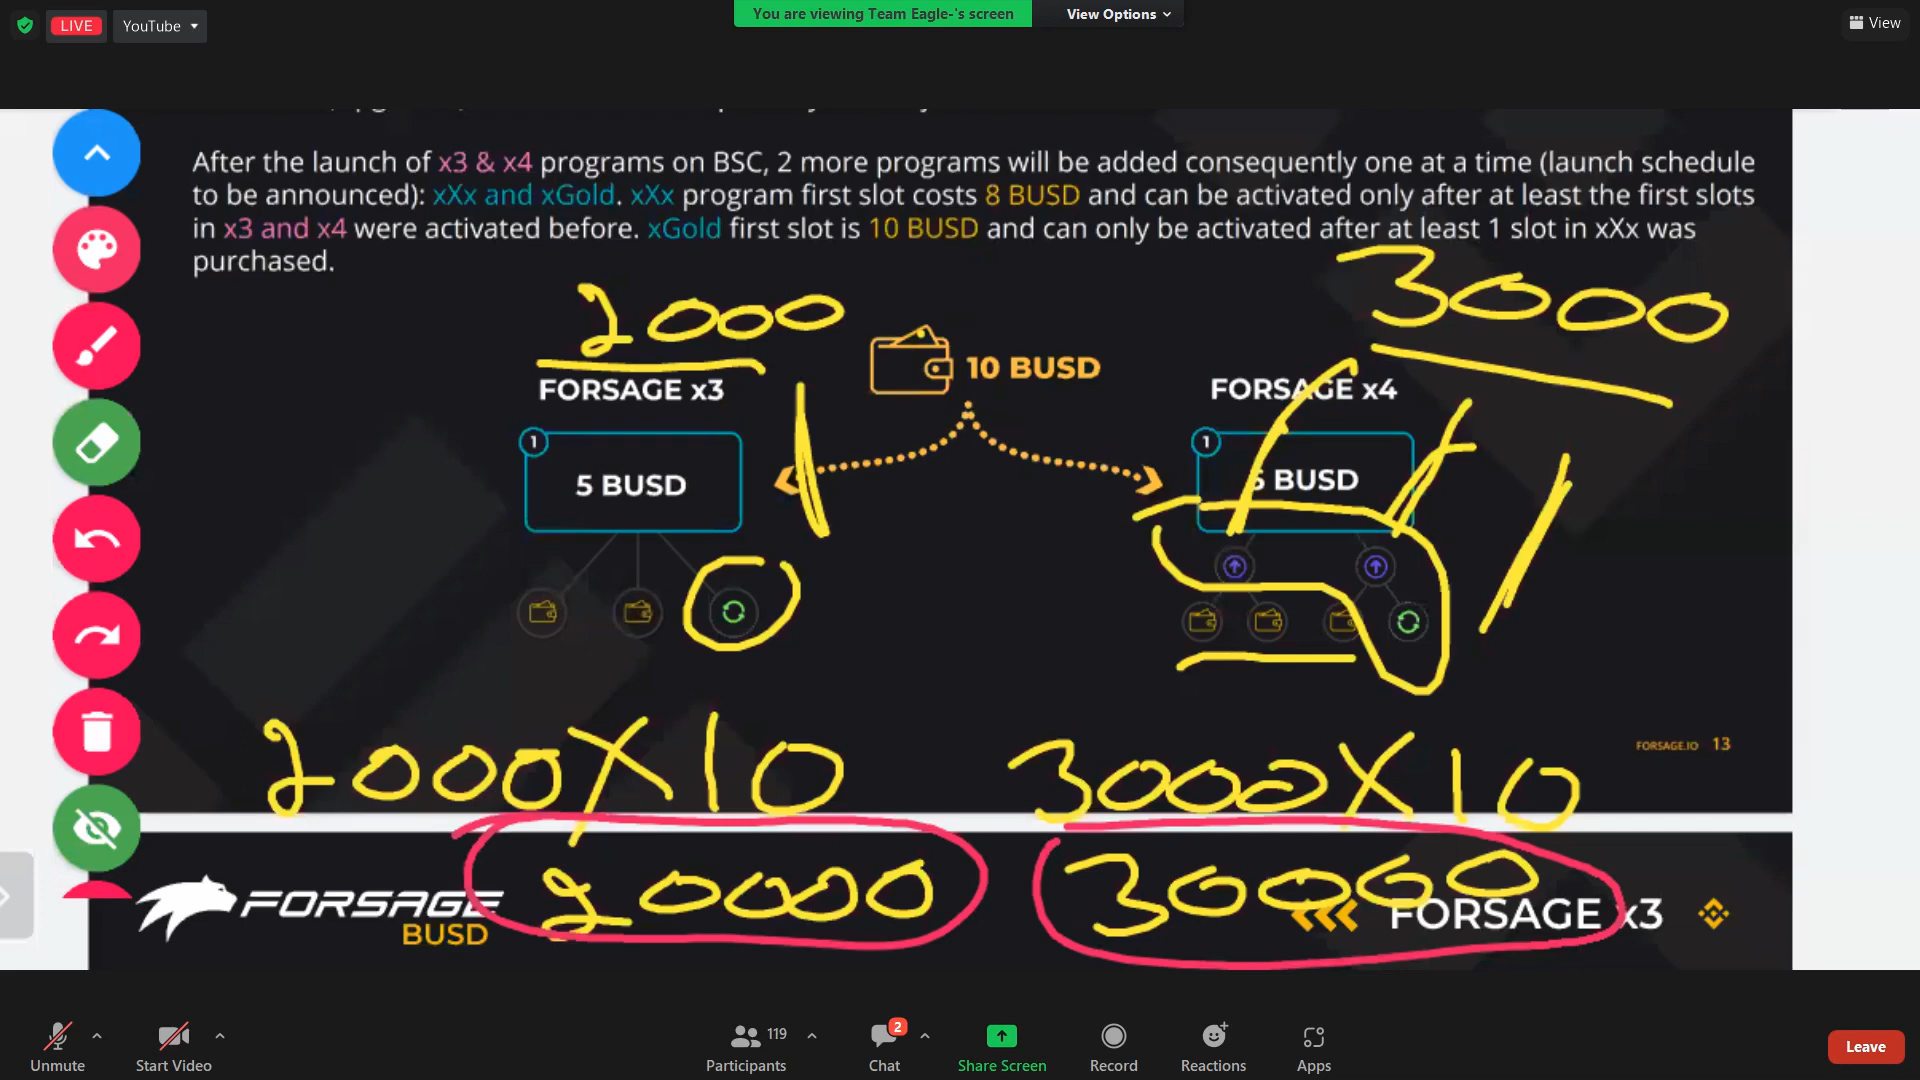 LIVE
YouTube
You are viewing Team Eagle-'s screen
View Options
View
After the launch of x3 & x4 programs on BSC, 2 more programs will be added consequently one at a time (launch schedule
to be announced): xXx and xGold. xXx program first slot costs 8 BUSD and can be activated only after at least the first slots
in x3 and x4 were activated before. xGold first slot is 10 BUSD and can only be activated after at least 1 slot in xXx was
purchased.
2000
3000
10 BUSD
FORSAGE x3
FORSAGE x4
1
5 BUSD
1
5 BUSD
2000X10
3000X10
FORSAGE.IO 13
20000
30000
FORSAGE
BUSD
FORSAGE x3
Unmute
Start Video
119
Participants
2
Chat
Share Screen
Record
Reactions
Apps
Leave